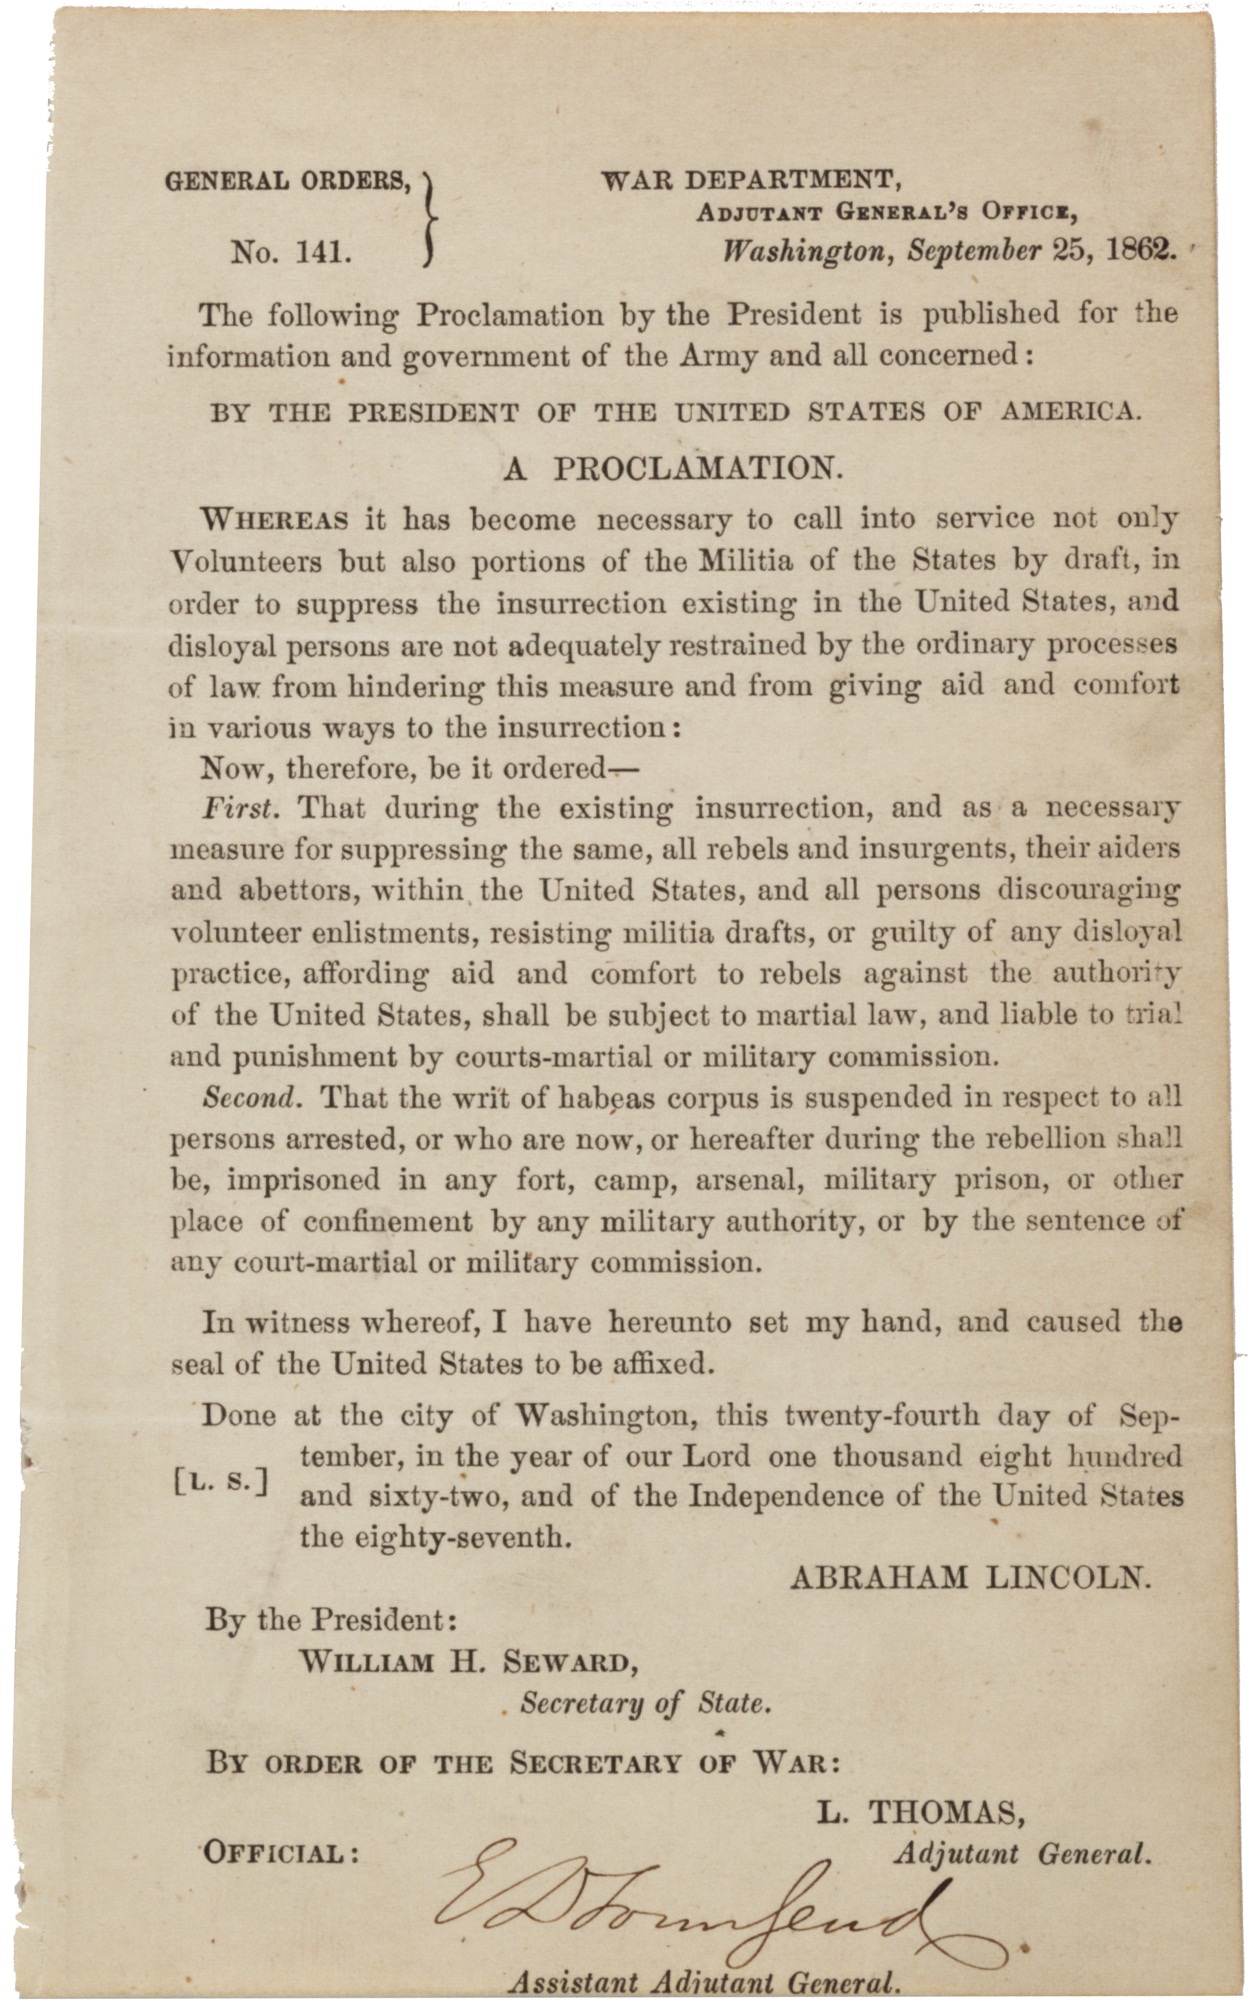 GENERAL ORDERS,
No. 141.
WAR DEPARTMENT,
ADJUTANT GENERAL'S OFFICE,
Washington, September 25, 1862.
The following Proclamation by the President is published for the
information and government of the Army and all concerned:
BY THE PRESIDENT OF THE UNITED STATES OF AMERICA.
A PROCLAMATION.
WHEREAS it has become necessary to call into service not only
Volunteers but also portions of the Militia of the States by draft, in
order to suppress the insurrection existing in the United States, and
disloyal persons are not adequately restrained by the ordinary processes
of law from hindering this measure and from giving aid and comfort
in various ways to the insurrection:
Now, therefore, be it ordered—
First. That during the existing insurrection, and as a necessary
measure for suppressing the same, all rebels and insurgents, their aiders
and abettors, within the United States, and all persons discouraging
volunteer enlistments, resisting militia drafts, or guilty of any disloyal
practice, affording aid and comfort to rebels against the authority
of the United States, shall be subject to martial law, and liable to trial
and punishment by courts-martial or military commission.
Second. That the writ of habeas corpus is suspended in respect to all
persons arrested, or who are now, or hereafter during the rebellion shall
be, imprisoned in any fort, camp, arsenal, military prison, or other
place of confinement by any military authority, or by the sentence of
any court-martial or military commission.
In witness whereof, I have hereunto set my hand, and caused the
seal of the United States to be affixed.
Done at the city of Washington, this twenty-fourth day of Sep-
tember, in the year of our Lord one thousand eight hundred
[L. S.]
and sixty-two, and of the Independence of the United States
the eighty-seventh.
ABRAHAM LINCOLN.
By the President:
WILLIAM H. SEWARD,
Secretary of State.
BY ORDER OF THE SECRETARY OF WAR:
L. THOMAS,
Adjutant General.
OFFICIAL:
E D Townsend
Assistant Adjutant General.